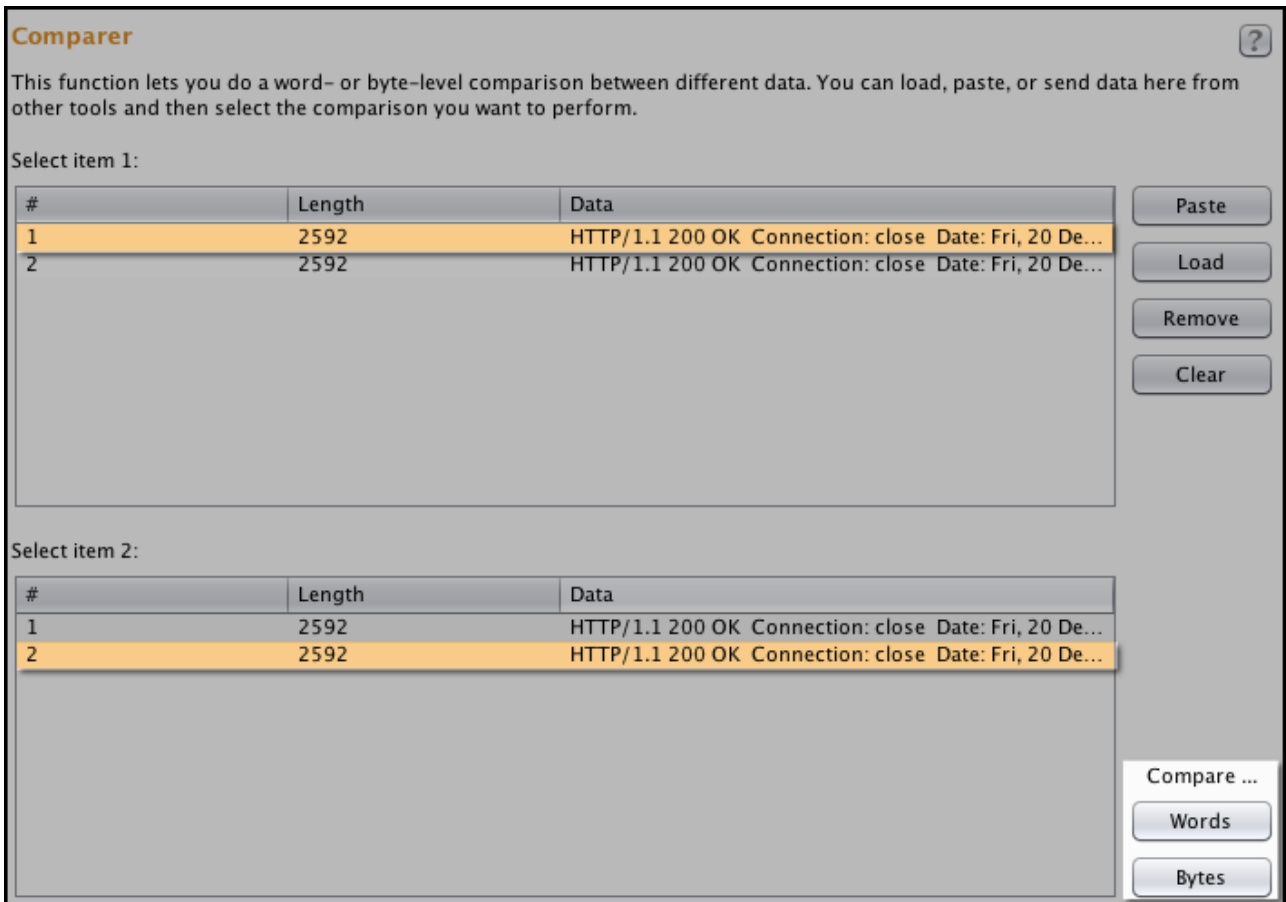 Comparer
?
This function lets you do a word- or byte-level comparison between different data. You can load, paste, or send data here from
other tools and then select the comparison you want to perform.
Select item 1:
# Length Data
1 2592 HTTP/1.1 200 OK Connection: close Date: Fri, 20 De...
2 2592 HTTP/1.1 200 OK Connection: close Date: Fri, 20 De...
Paste
Load
Remove
Clear
Select item 2:
# Length Data
1 2592 HTTP/1.1 200 OK Connection: close Date: Fri, 20 De...
2 2592 HTTP/1.1 200 OK Connection: close Date: Fri, 20 De...
Compare ...
Words
Bytes